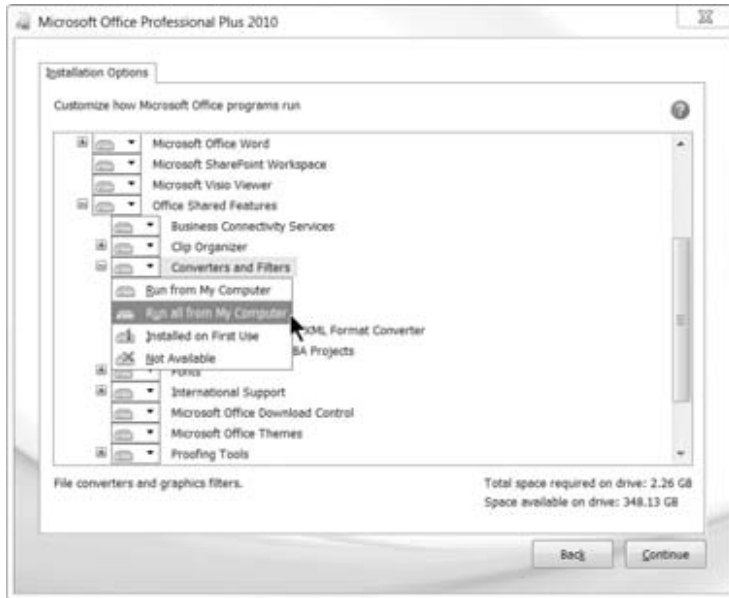 Microsoft Office Professional Plus 2010
Installation Options
Customize how Microsoft Office programs run
Microsoft Office Word
Microsoft SharePoint Workspace
Microsoft Visio Viewer
Office Shared Features
Business Connectivity Services
Clip Organizer
Converters and Filters
Run from My Computer
Run all from My Computer
XML Format Converter
Installed on First Use
BA Projects
Not Available
Fonts
International Support
Microsoft Office Download Control
Microsoft Office Themes
Proofing Tools
File converters and graphics filters.
Total space required on drive: 2.26 GB
Space available on drive: 348.13 GB
Back
Continue